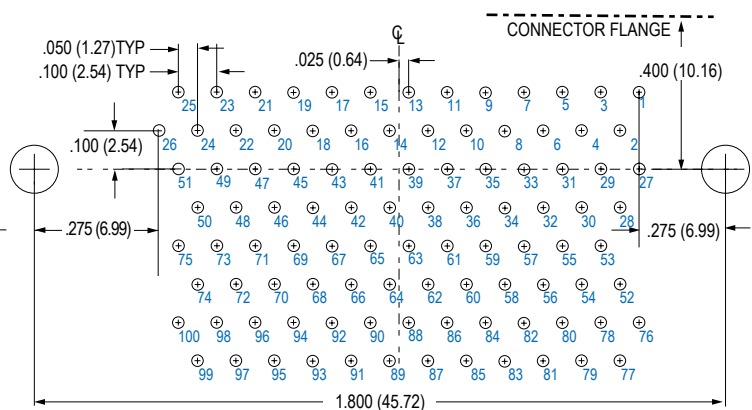 CONNECTOR FLANGE
.050 (1.27)TYP
.100 (2.54) TYP
.025 (0.64)
℄
.400 (10.16)
25 23 21 19 17 15 13 11 9 7 5 3 1
.100 (2.54)
26 24 22 20 18 16 14 12 10 8 6 4 2
51 49 47 45 43 41 39 37 35 33 31 29 27
50 48 46 44 42 40 38 36 34 32 30 28
.275 (6.99)
.275 (6.99)
75 73 71 69 67 65 63 61 59 57 55 53
74 72 70 68 66 64 62 60 58 56 54 52
100 98 96 94 92 90 88 86 84 82 80 78 76
99 97 95 93 91 89 87 85 83 81 79 77
1.800 (45.72)